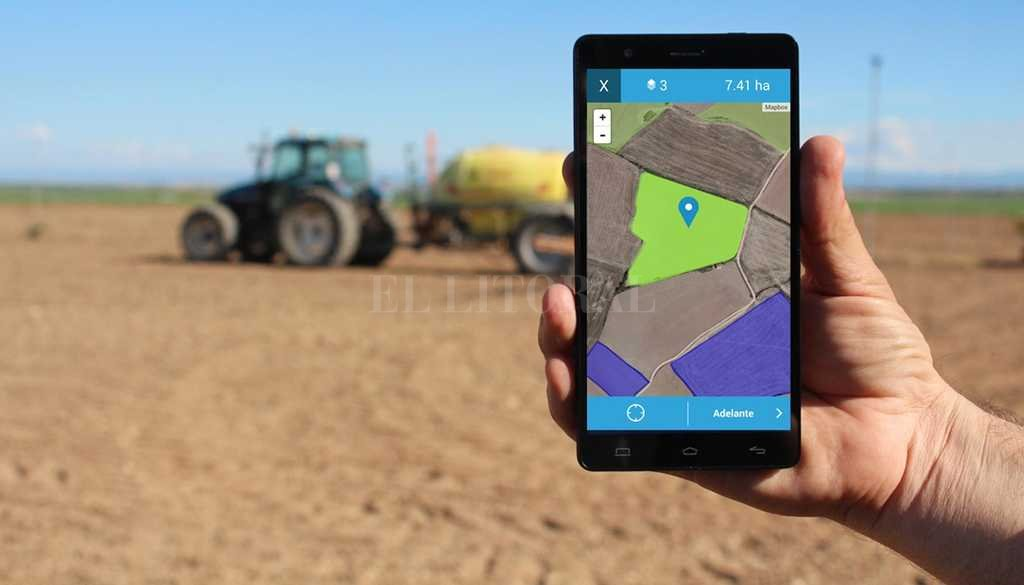 X 3 7.41 ha
Mapbox
+
-
EL LITORAL
Adelante >